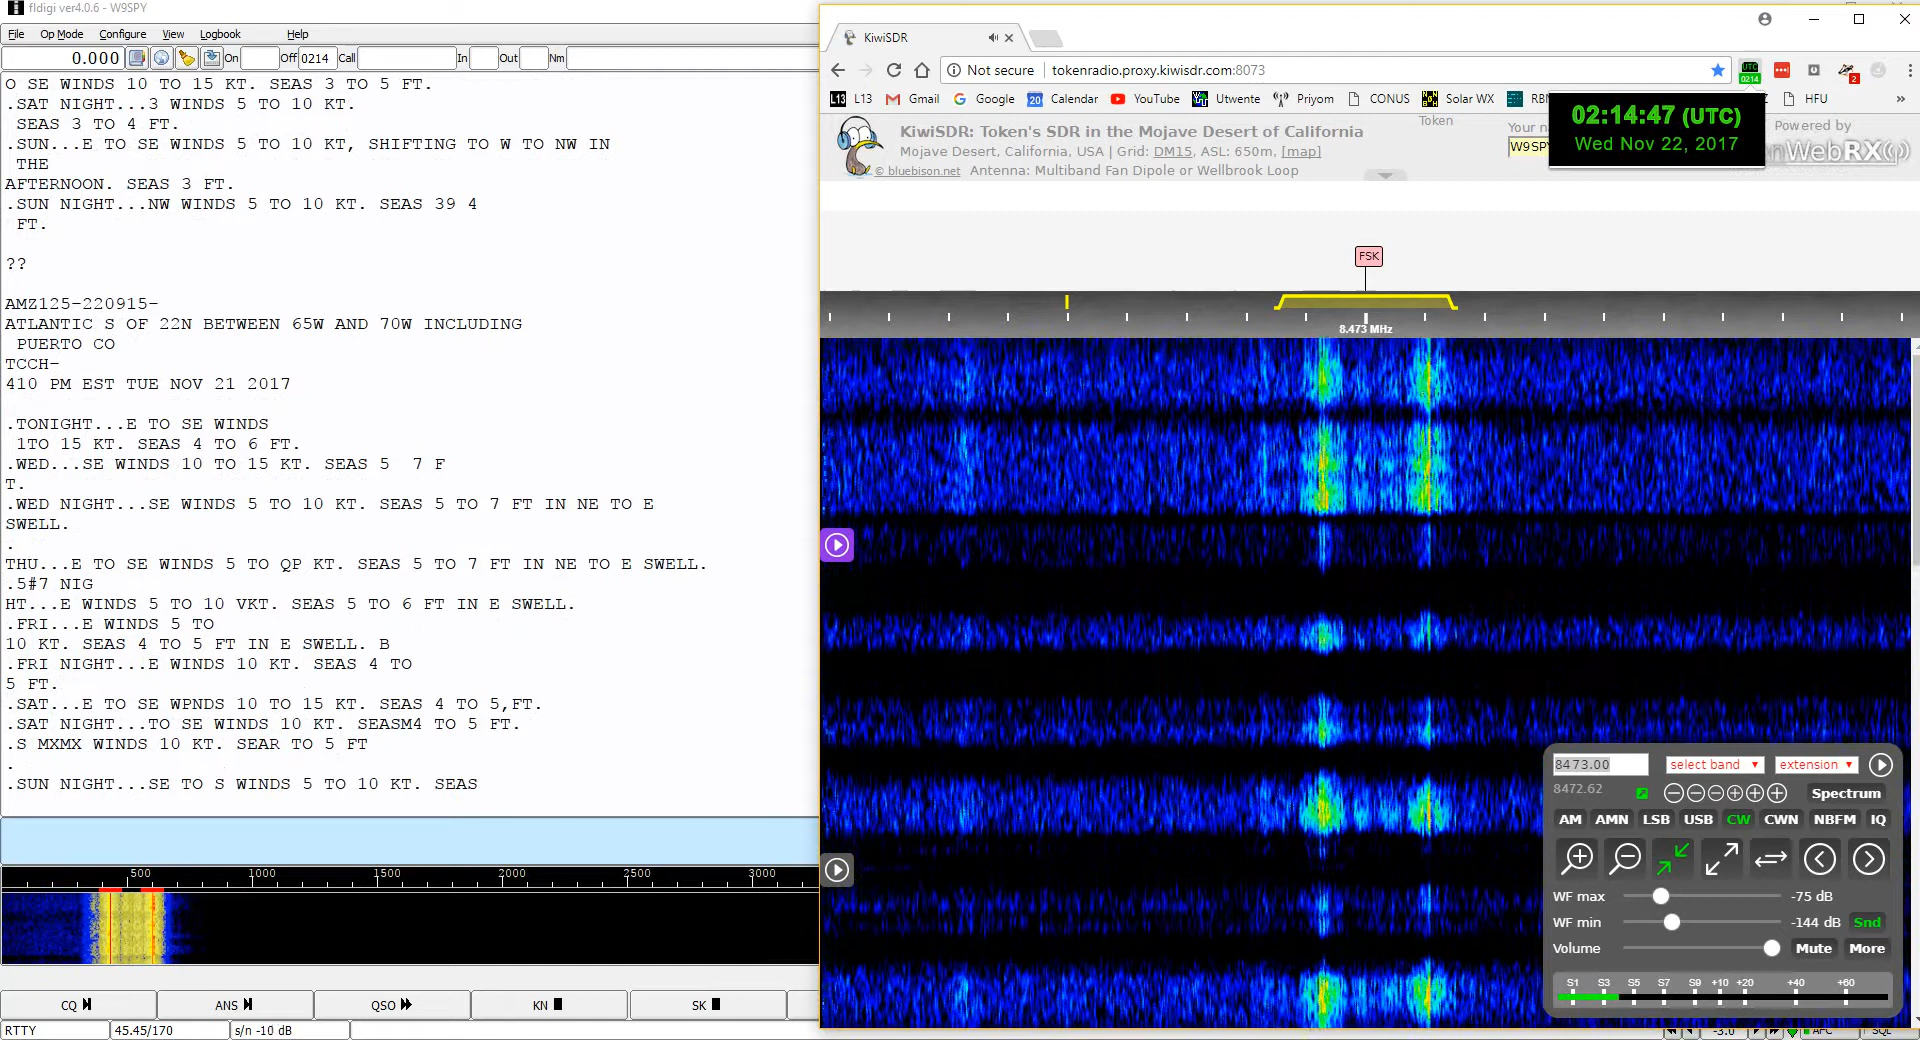 fldigi ver4.0.6 - W9SPY
File Op Mode Configure View Logbook Help
0.000 On Off 0214 Call In Out Nm
O SE WINDS 10 TO 15 KT. SEAS 3 TO 5 FT.
.SAT NIGHT...3 WINDS 5 TO 10 KT.
SEAS 3 TO 4 FT.
.SUN...E TO SE WINDS 5 TO 10 KT, SHIFTING TO W TO NW IN
THE
AFTERNOON. SEAS 3 FT.
.SUN NIGHT...NW WINDS 5 TO 10 KT. SEAS 39 4
FT.
??
AMZ125-220915-
ATLANTIC S OF 22N BETWEEN 65W AND 70W INCLUDING
PUERTO CO
TCCH-
410 PM EST TUE NOV 21 2017
.TONIGHT...E TO SE WINDS
1TO 15 KT. SEAS 4 TO 6 FT.
.WED...SE WINDS 10 TO 15 KT. SEAS 5  7 F
T.
.WED NIGHT...SE WINDS 5 TO 10 KT. SEAS 5 TO 7 FT IN NE TO E
SWELL.
.
THU...E TO SE WINDS 5 TO QP KT. SEAS 5 TO 7 FT IN NE TO E SWELL.
.5#7 NIG
HT...E WINDS 5 TO 10 VKT. SEAS 5 TO 6 FT IN E SWELL.
.FRI...E WINDS 5 TO
10 KT. SEAS 4 TO 5 FT IN E SWELL. B
.FRI NIGHT...E WINDS 10 KT. SEAS 4 TO
5 FT.
.SAT...E TO SE WPNDS 10 TO 15 KT. SEAS 4 TO 5,FT.
.SAT NIGHT...TO SE WINDS 10 KT. SEASM4 TO 5 FT.
.S MXMX WINDS 10 KT. SEAR TO 5 FT
.
.SUN NIGHT...SE TO S WINDS 5 TO 10 KT. SEAS
500 1000 1500 2000 2500 3000
CQ ANS QSO KN SK
RTTY 45.45/170 s/n -10 dB
KiwiSDR
Not secure tokenradio.proxy.kiwisdr.com:8073
UTC 0214
2
L13 L13 Gmail Google 20 Calendar YouTube Utwente Priyom CONUS Solar WX HFU »
02:14:47 (UTC)
Wed Nov 22, 2017
KiwiSDR: Token's SDR in the Mojave Desert of California
Mojave Desert, California, USA | Grid: DM15, ASL: 650m, [map]
© bluebison.net Antenna: Multiband Fan Dipole or Wellbrook Loop
Token
Your
W9SPY
Powered by
WebRX
FSK
8.473 MHz
8473.00 select band extension
8472.62 Spectrum
AM AMN LSB USB CW CWN NBFM IQ
WF max -75 dB
WF min -144 dB Snd
Volume Mute More
S1 S3 S5 S7 S9 +10 +20 +40 +60
-3.0 AFC SQL